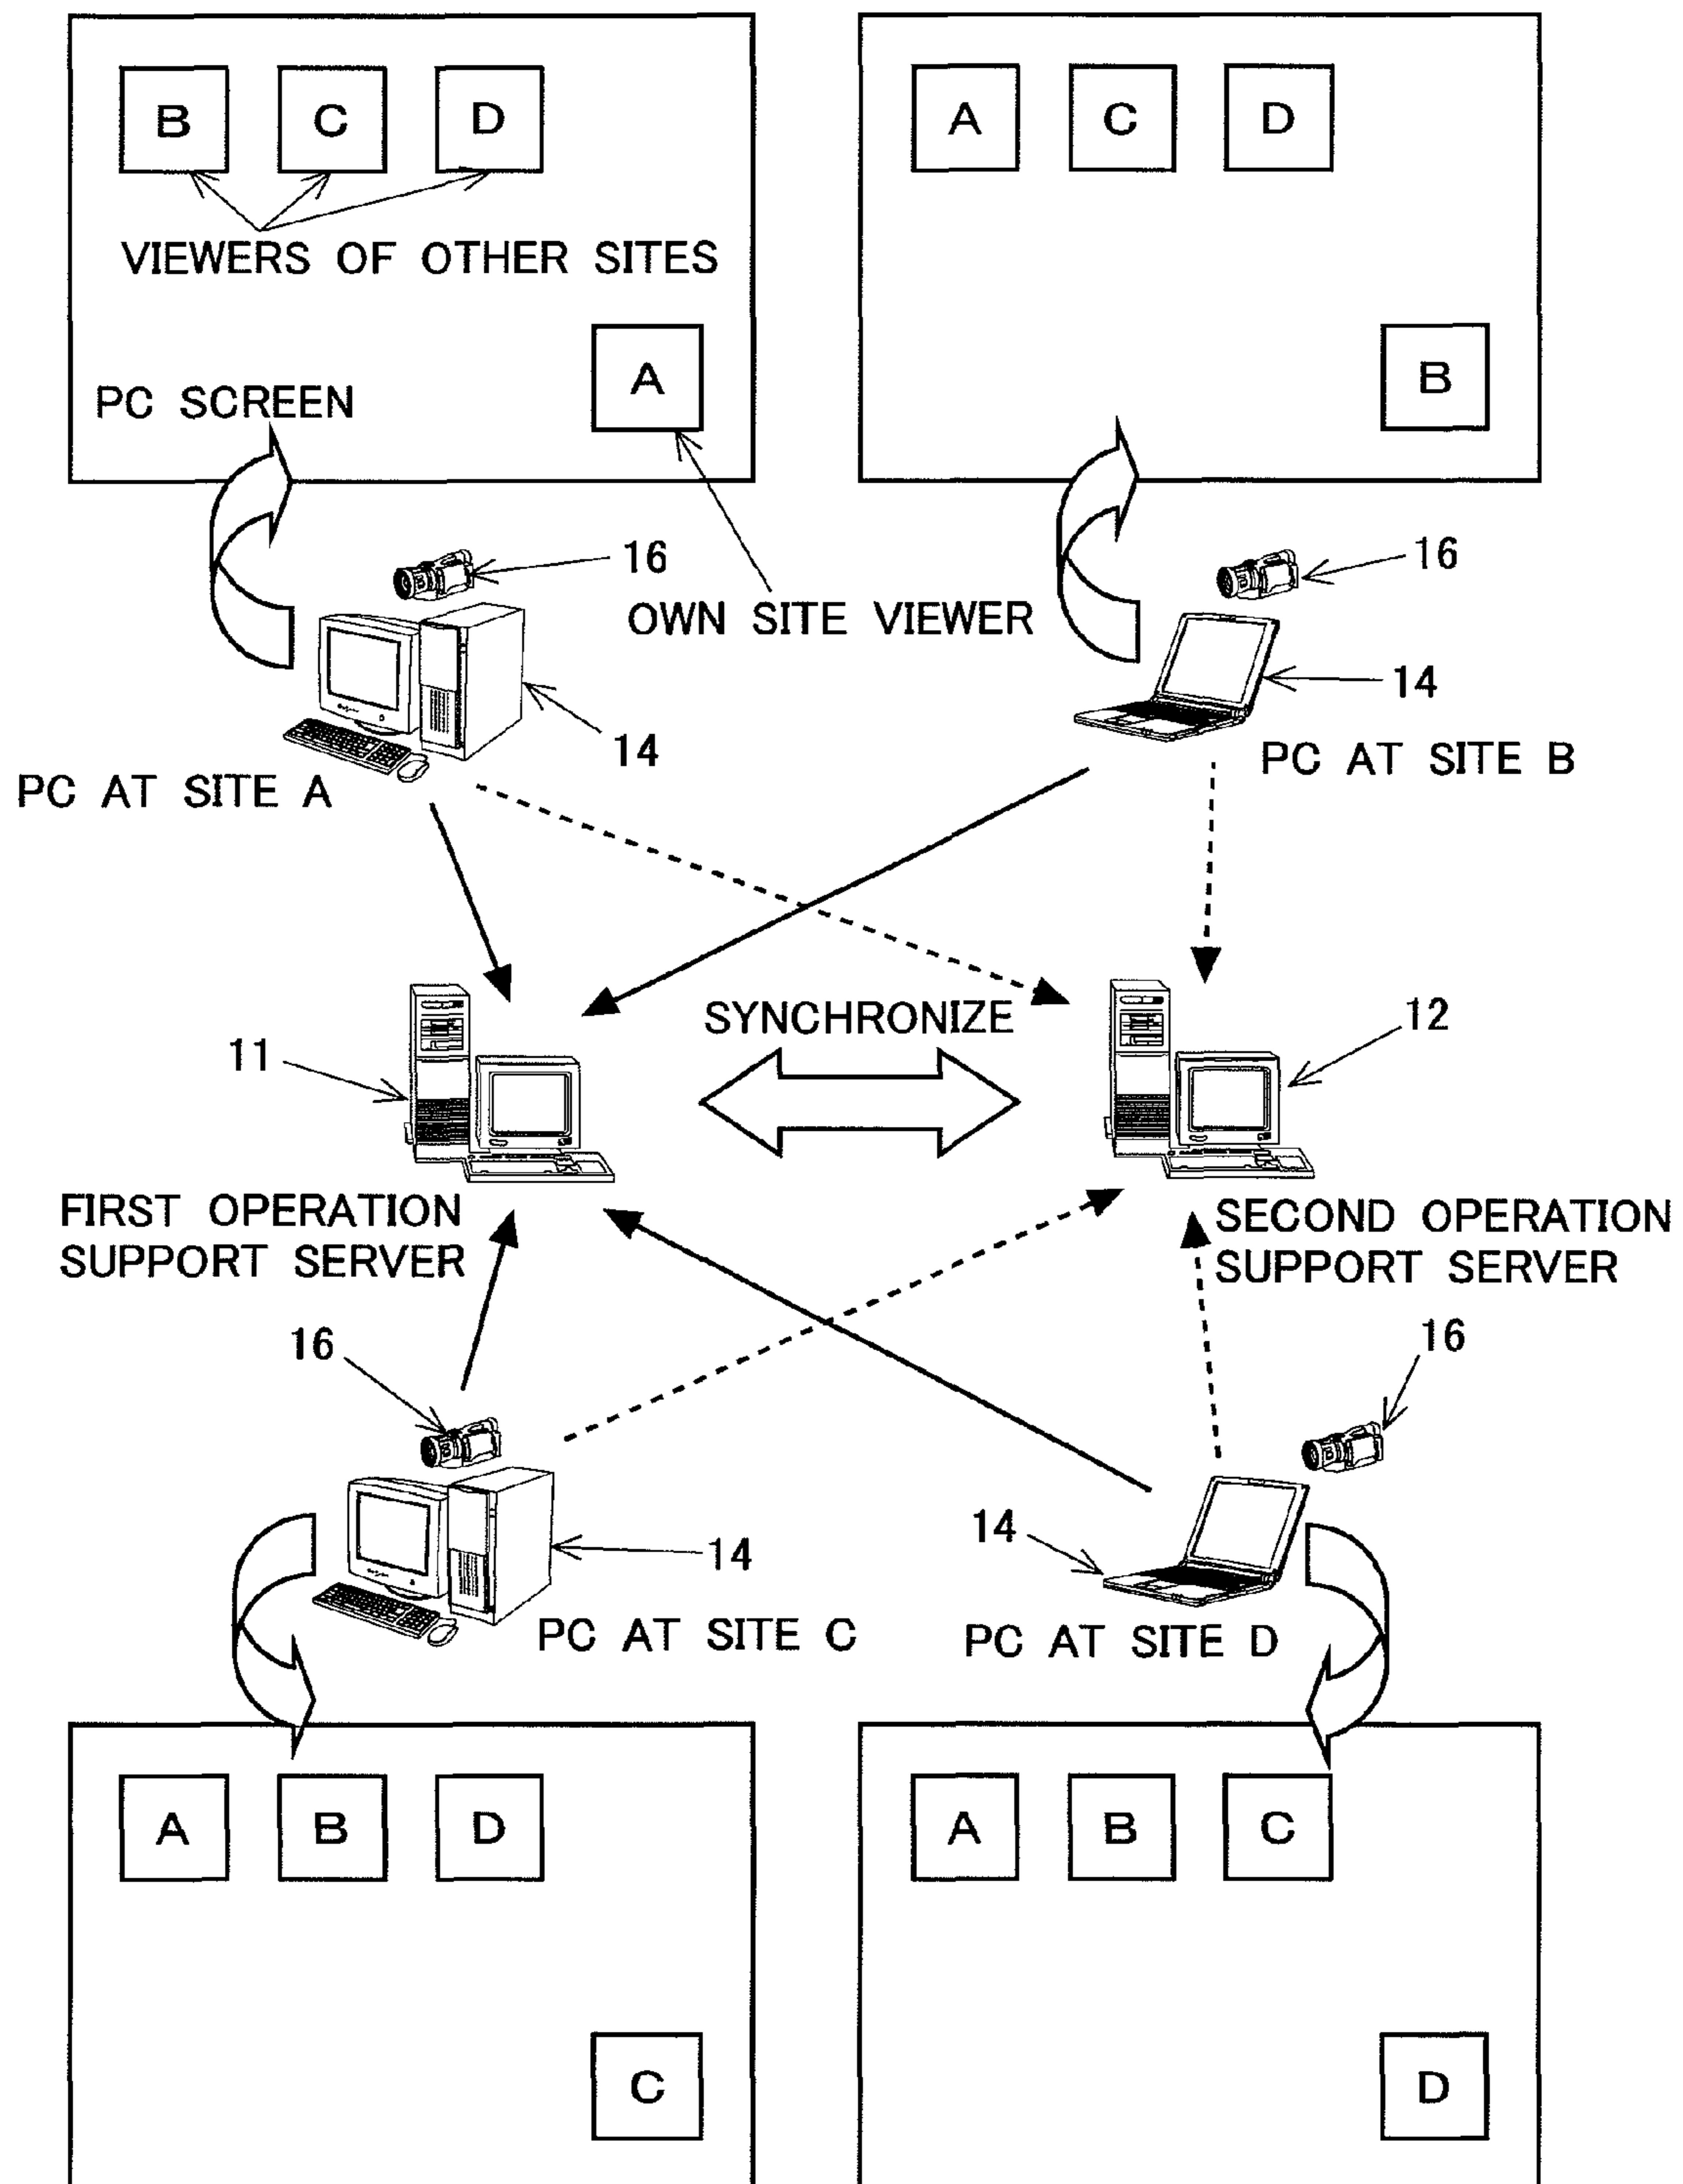 B C D
A C D
VIEWERS OF OTHER SITES
A
B
PC SCREEN
16
16
OWN SITE VIEWER
14
14
PC AT SITE A
PC AT SITE B
SYNCHRONIZE
12
11
FIRST OPERATION
SUPPORT SERVER
SECOND OPERATION
SUPPORT SERVER
16
16
14
14
PC AT SITE C
PC AT SITE D
A B D
A B C
C
D